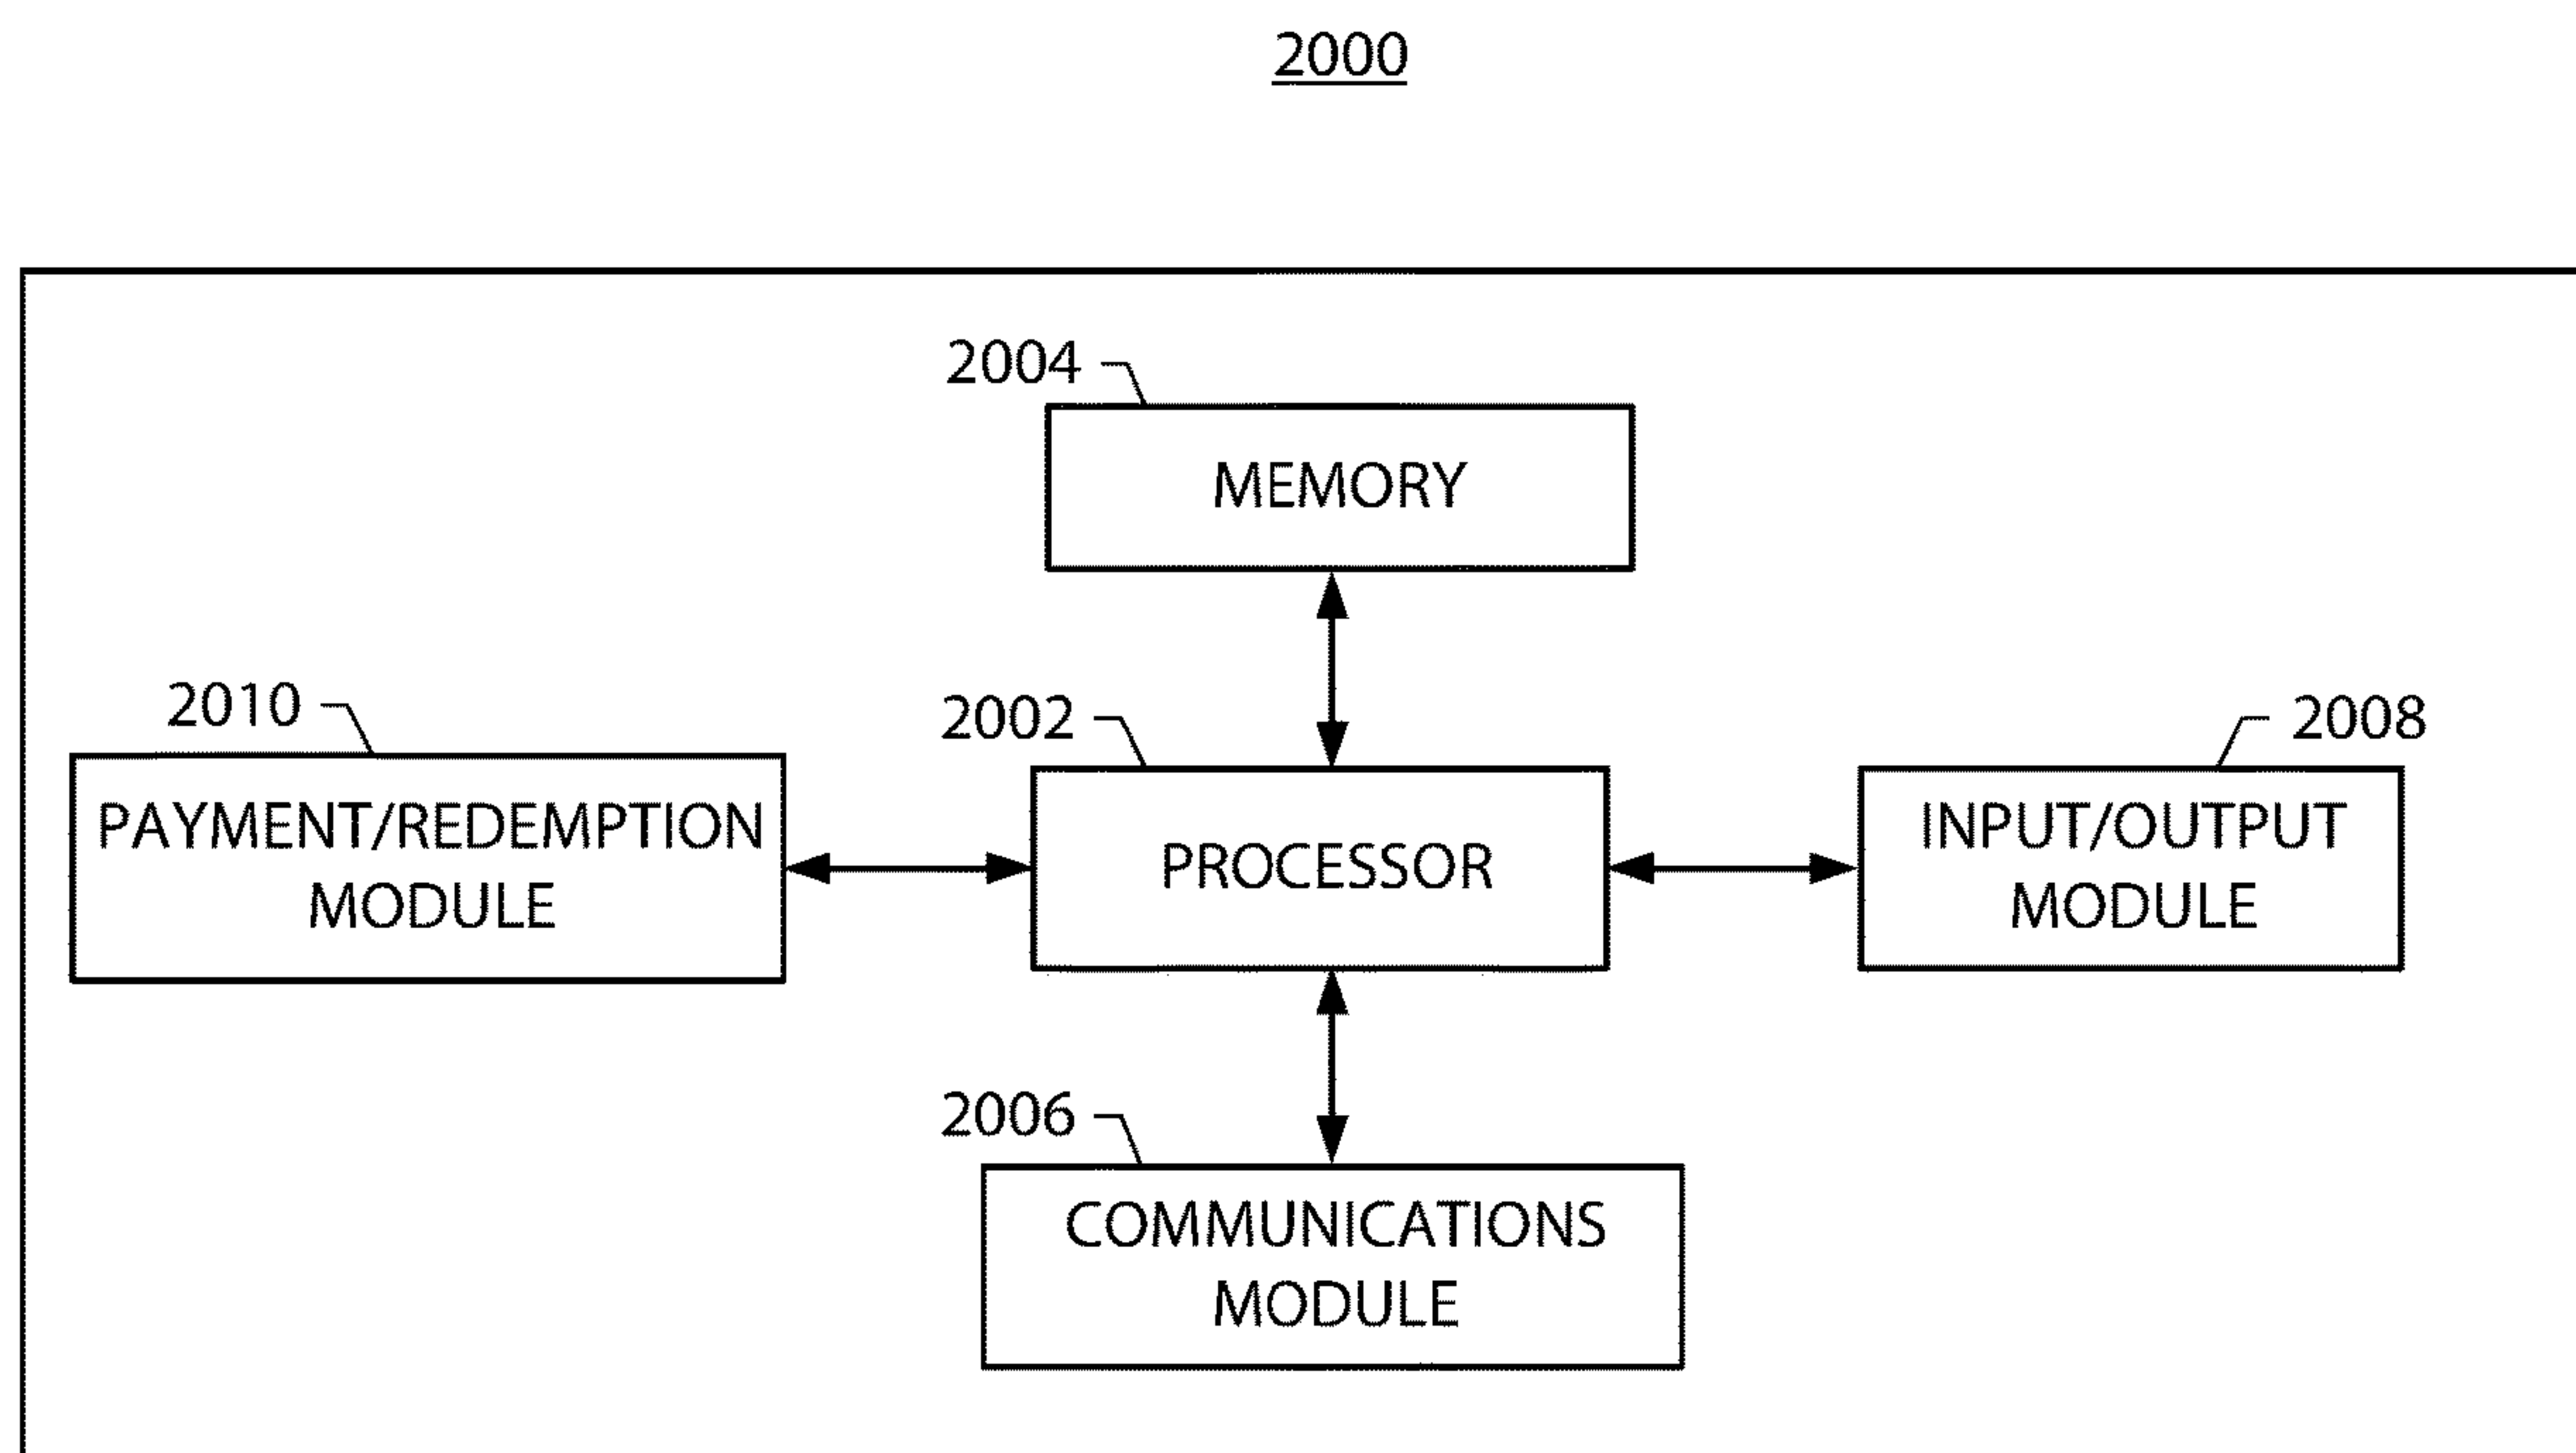 2000
2004
MEMORY
2010
2002
2008
PAYMENT/REDEMPTION
MODULE
PROCESSOR
INPUT/OUTPUT
MODULE
2006
COMMUNICATIONS
MODULE